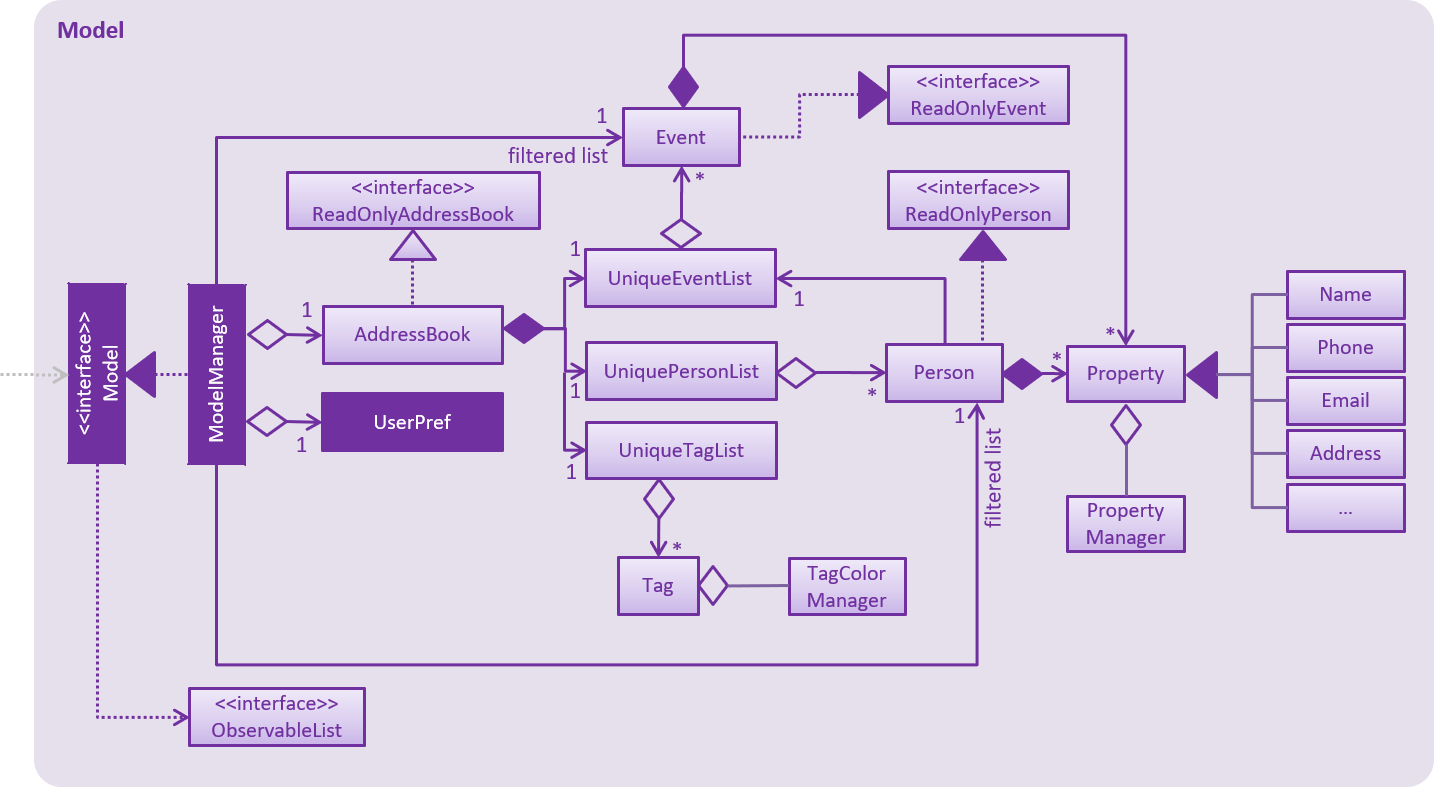 Model
<<interface>>
ReadOnlyEvent
1
Event
filtered list
*
<<interface>>
ReadOnlyAddressBook
<<interface>>
ReadOnlyPerson
1
UniqueEventList
1
<<interface>>
Model
ModelManager
1
AddressBook
UniquePersonList
1
*
Person
*
*
Property
Name
Phone
Email
Address
...
1
UserPref
1
UniqueTagList
1
filtered list
Property
Manager
*
Tag
TagColor
Manager
<<interface>>
ObservableList